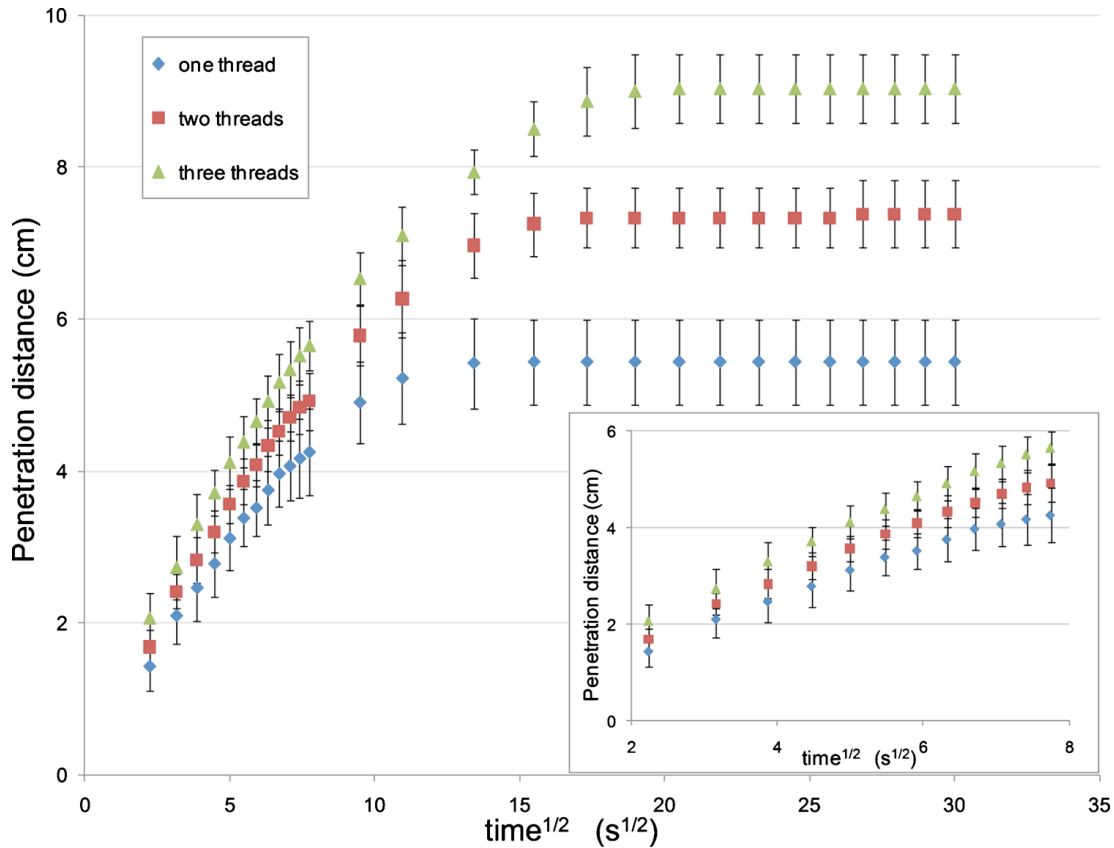 10
8
6
4
2
0
one thread
two threads
three threads
Penetration distance (cm)
0 5 10 15 20 25 30 35
time1/2 (s1/2)
6
4
2
0
Penetration distance (cm)
2 4 6 8
time1/2 (s1/2)